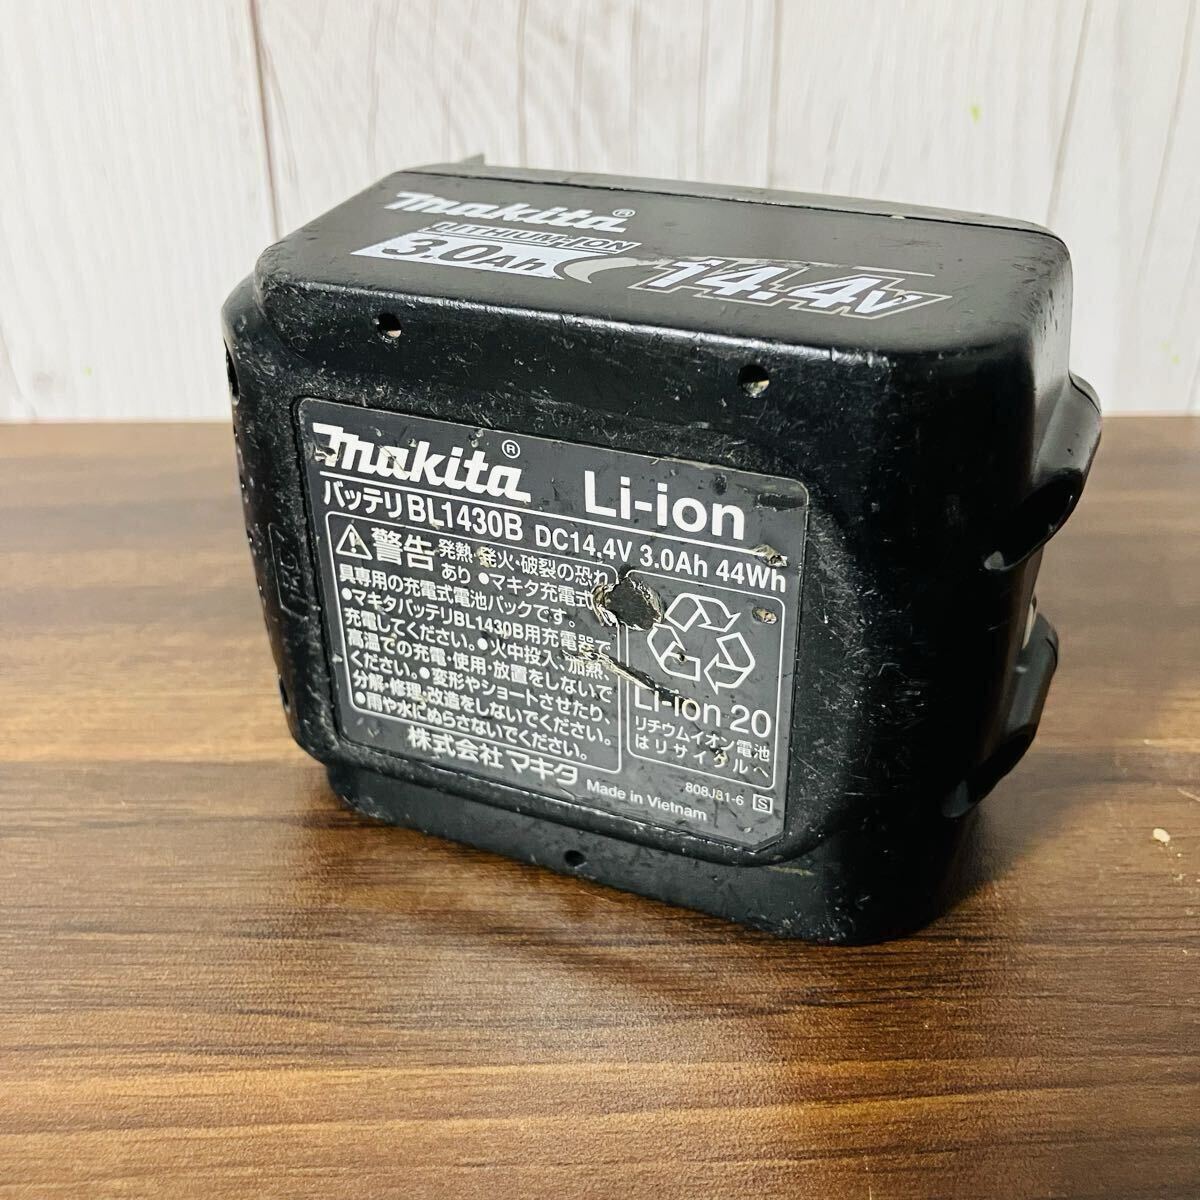 makita®
LITHIUM-ION
3.0Ah
14.4V
makita® Li-ion
バッテリ BL1430B DC14.4V 3.0Ah 44Wh
警告 発熱・発火・破裂の恐れ
あり ●マキタ充電式
具専用の充電式電池パックです。
●マキタバッテリBL1430B用充電器で
充電してください。●火中投入、加熱、
高温での充電・使用・放置をしないで
ください。●変形やショートさせたり、
分解・修理・改造をしないでください。
●雨や水にぬらさないでください。
株式会社 マキタ
Li-ion 20
リチウムイオン電池
はリサイクルへ
Made in Vietnam
808J81-6 S